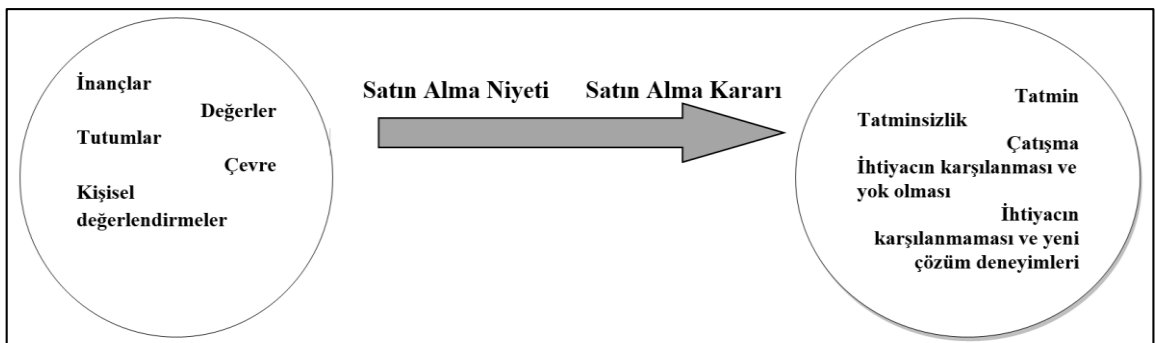 İnançlar
Değerler
Tutumlar
Çevre
Kişisel
değerlendirmeler
Satın Alma Niyeti Satın Alma Kararı
Tatmin
Tatminsizlik
Çatışma
İhtiyacın karşılanması ve
yok olması
İhtiyacın
karşılanmaması ve yeni
çözüm deneyimleri